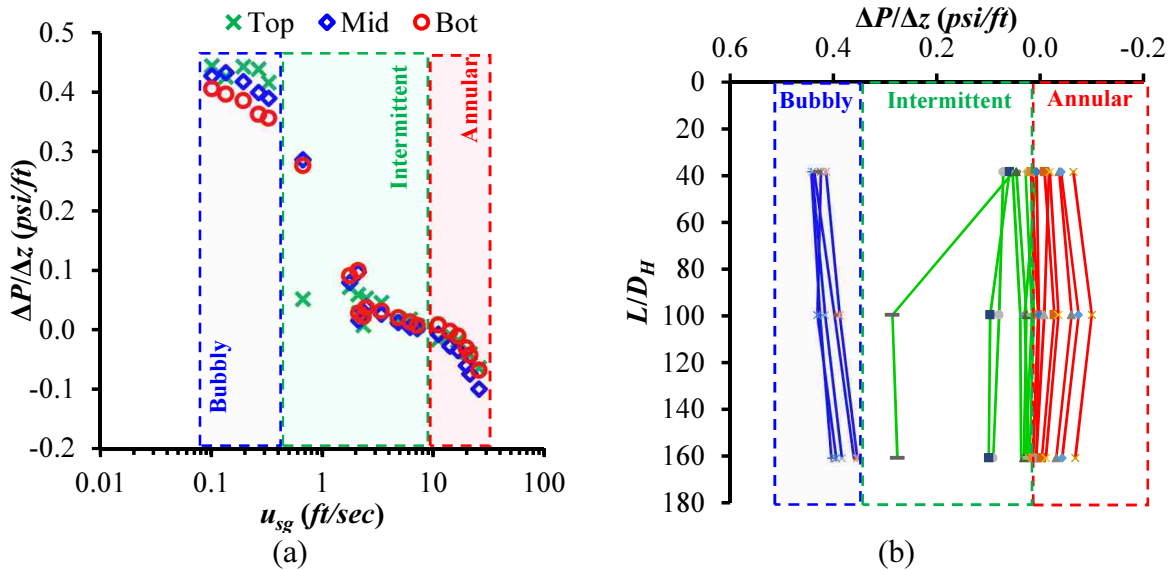 Top Mid Bot
ΔP/Δz (psi/ft)
0.5
0.4
0.3
0.2
0.1
0.0
-0.1
-0.2
Bubbly
Intermittent
Annular
0.01 0.1 1 10 100
u_sg (ft/sec)
(a)
ΔP/Δz (psi/ft)
0.6 0.4 0.2 0.0 -0.2
L/D_H
0
20
40
60
80
100
120
140
160
180
Bubbly Intermittent Annular
(b)